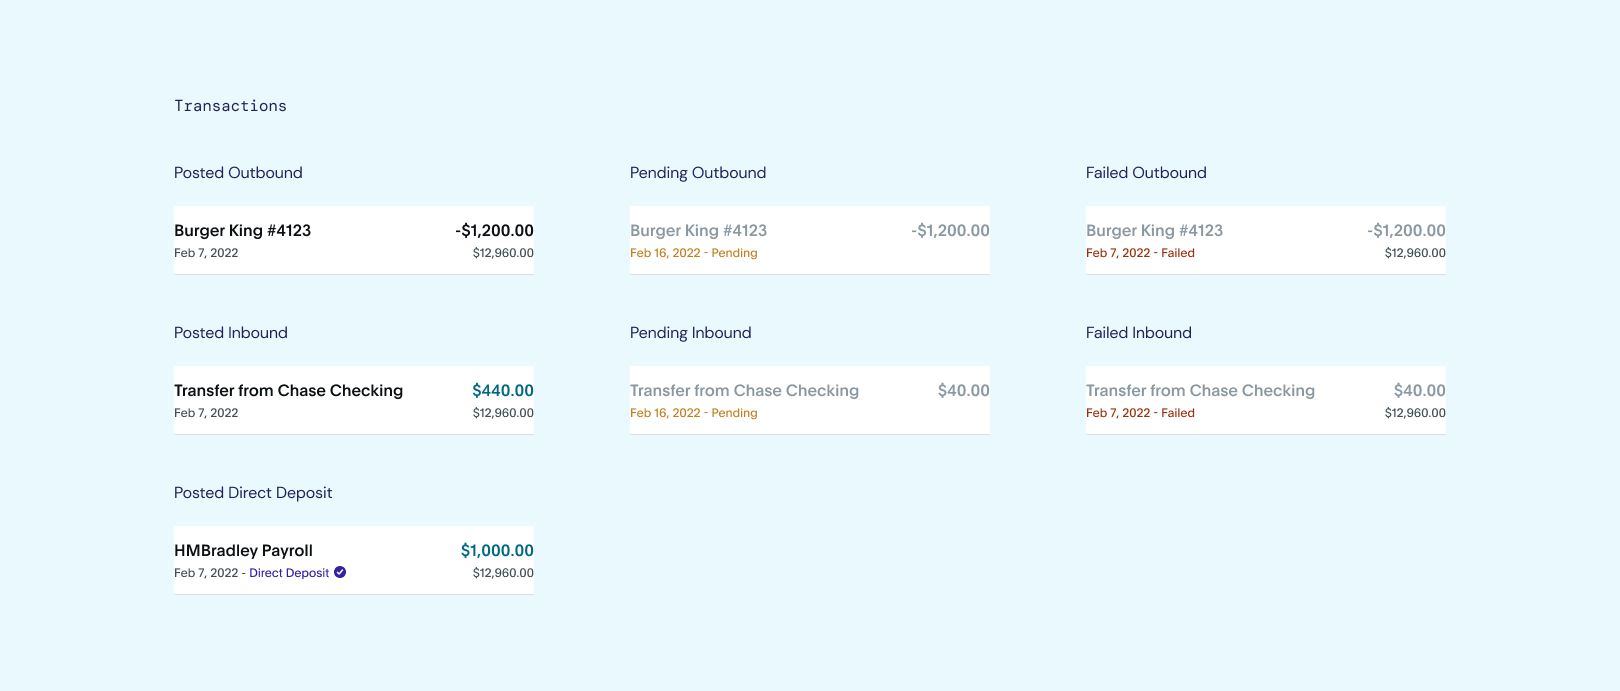 Transactions
Posted Outbound
Burger King #4123 -$1,200.00
Feb 7, 2022 $12,960.00
Pending Outbound
Burger King #4123 -$1,200.00
Feb 16, 2022 - Pending
Failed Outbound
Burger King #4123 -$1,200.00
Feb 7, 2022 - Failed $12,960.00
Posted Inbound
Transfer from Chase Checking $440.00
Feb 7, 2022 $12,960.00
Pending Inbound
Transfer from Chase Checking $40.00
Feb 16, 2022 - Pending
Failed Inbound
Transfer from Chase Checking $40.00
Feb 7, 2022 - Failed $12,960.00
Posted Direct Deposit
HMBradley Payroll $1,000.00
Feb 7, 2022 - Direct Deposit $12,960.00